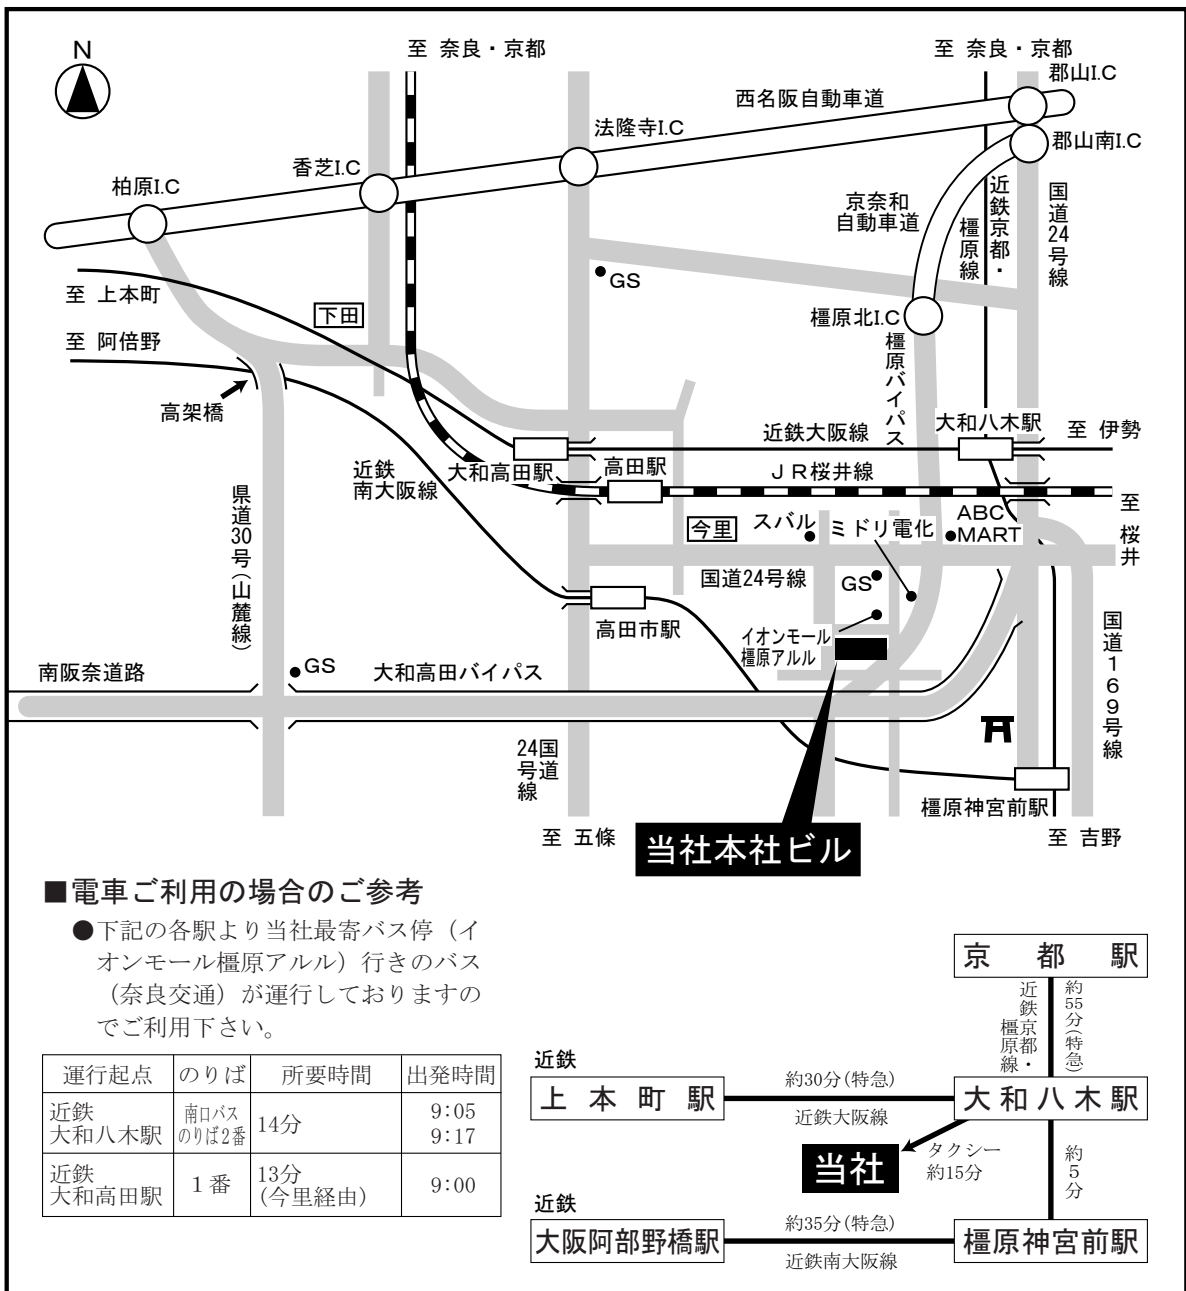 N
至 奈良・京都
至 奈良・京都
郡山I.C
西名阪自動車道
法隆寺I.C
郡山南I.C
香芝I.C
柏原I.C
京奈和
自動車道
近鉄京都・
橿原線
国道24号線
GS
至 上本町
下田
橿原北I.C
至 阿倍野
橿原バイパス
高架橋
大和八木駅
近鉄大阪線
至 伊勢
近鉄
南大阪線
大和高田駅
高田駅
JR桜井線
県道30号(山麓線)
至 桜井
今里
スバル
ミドリ電化
ABC
MART
国道24号線
GS
高田市駅
イオンモール
橿原アルル
国道169号線
南阪奈道路
GS
大和高田バイパス
国道
24号線
橿原神宮前駅
至 五條
至 吉野
当社本社ビル
■電車ご利用の場合のご参考
●下記の各駅より当社最寄バス停（イ
オンモール橿原アルル）行きのバス
（奈良交通）が運行しておりますの
でご利用下さい。
運行起点 のりば 所要時間 出発時間
近鉄
大和八木駅
南口バス
のりば2番
14分
9:05
9:17
近鉄
大和高田駅
1番
13分
(今里経由)
9:00
京都駅
近鉄京都・
橿原線
約55分(特急)
近鉄
上本町駅
約30分(特急)
近鉄大阪線
大和八木駅
当社
タクシー
約15分
約5分
近鉄
大阪阿部野橋駅
約35分(特急)
近鉄南大阪線
橿原神宮前駅